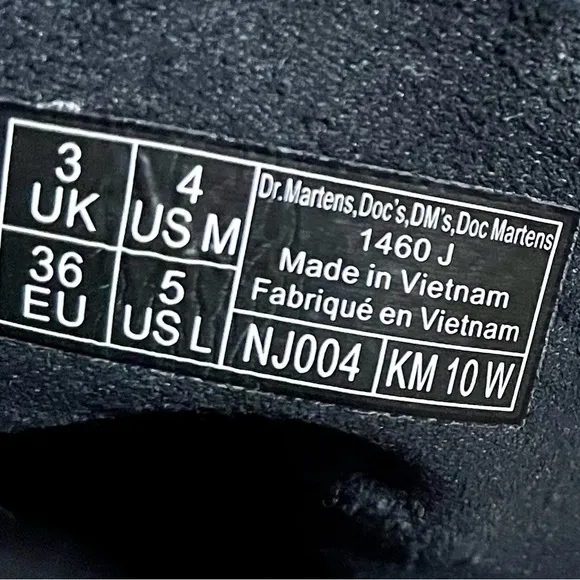 3
UK
4
US M
36
EU
5
US L
Dr.Martens,Doc's,DM's,Doc Martens
1460 J
Made in Vietnam
Fabriqué en Vietnam
NJ004
KM 10 W